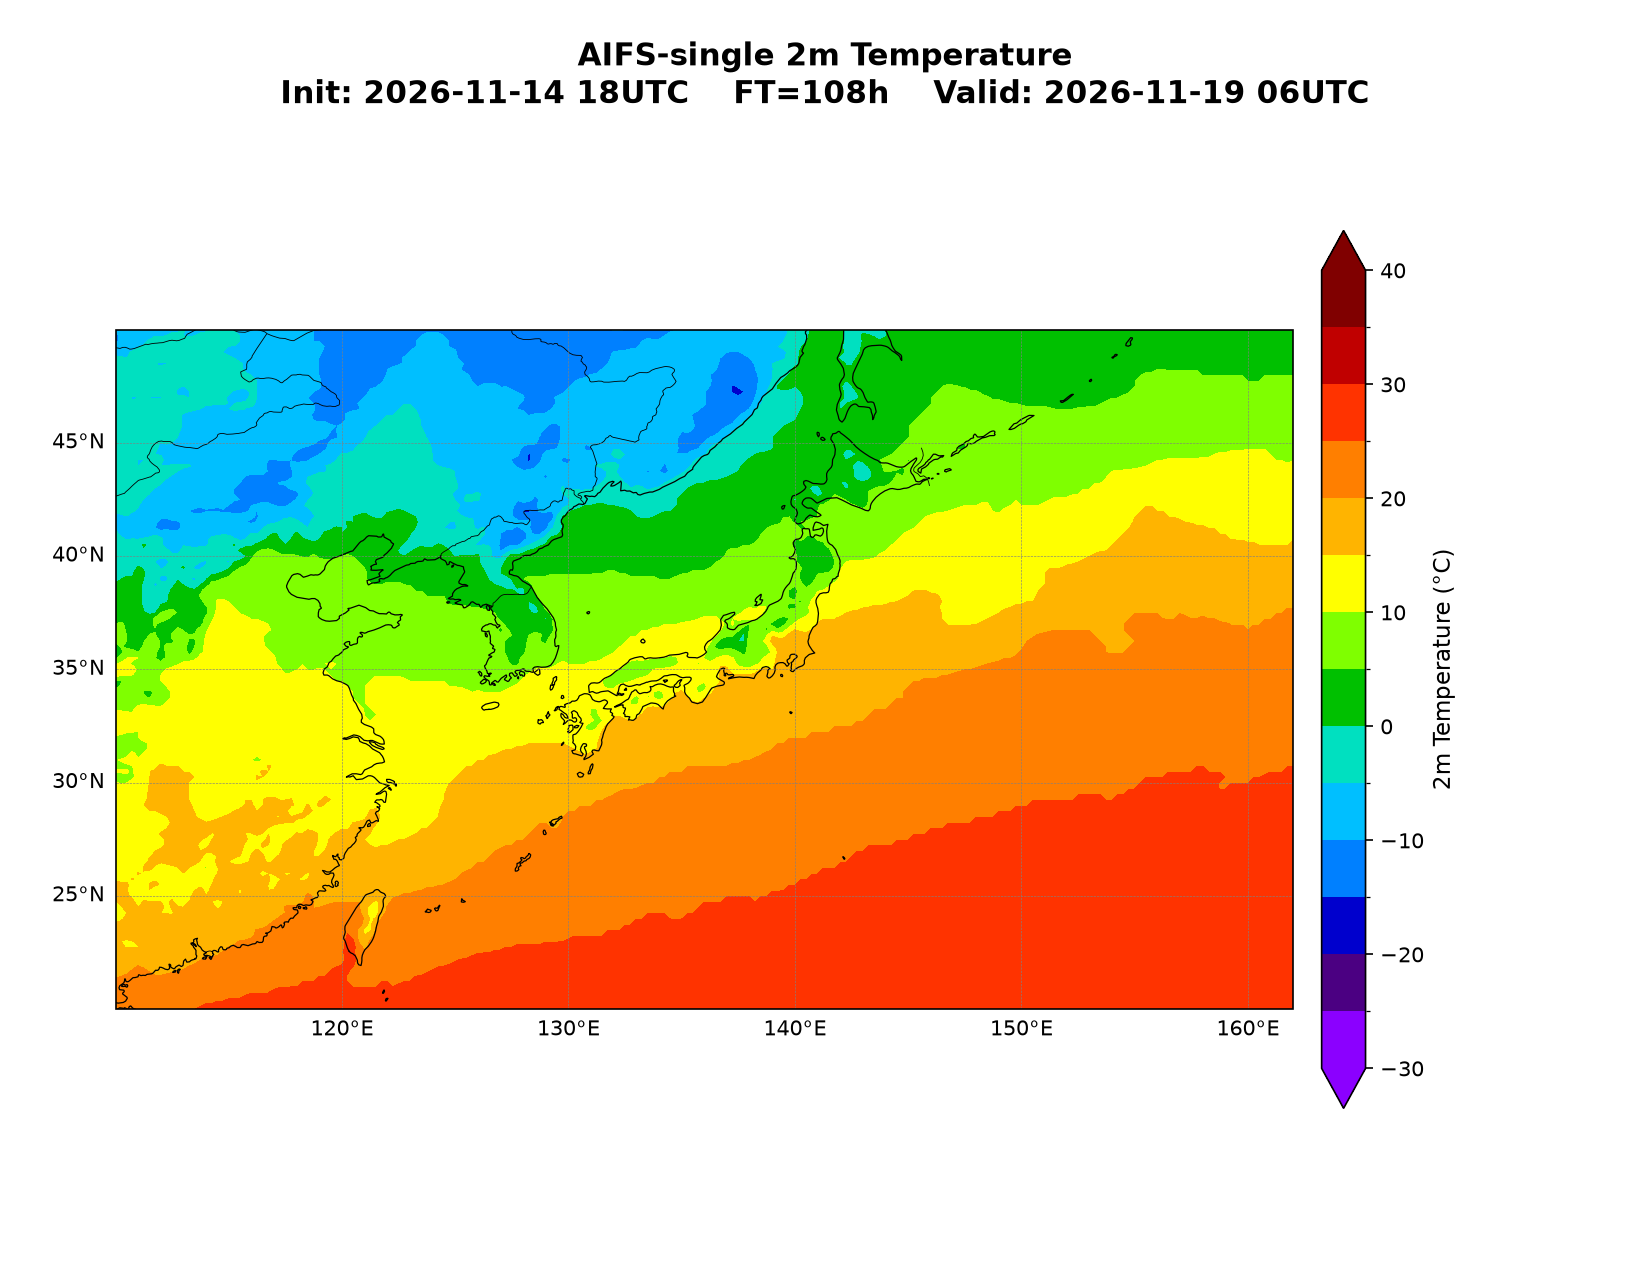 AIFS-single 2m Temperature
Init: 2026-11-14 18UTC    FT=108h    Valid: 2026-11-19 06UTC
45°N
40°N
35°N
30°N
25°N
120°E
130°E
140°E
150°E
160°E
40
30
20
10
0
−10
−20
−30
2m Temperature (°C)